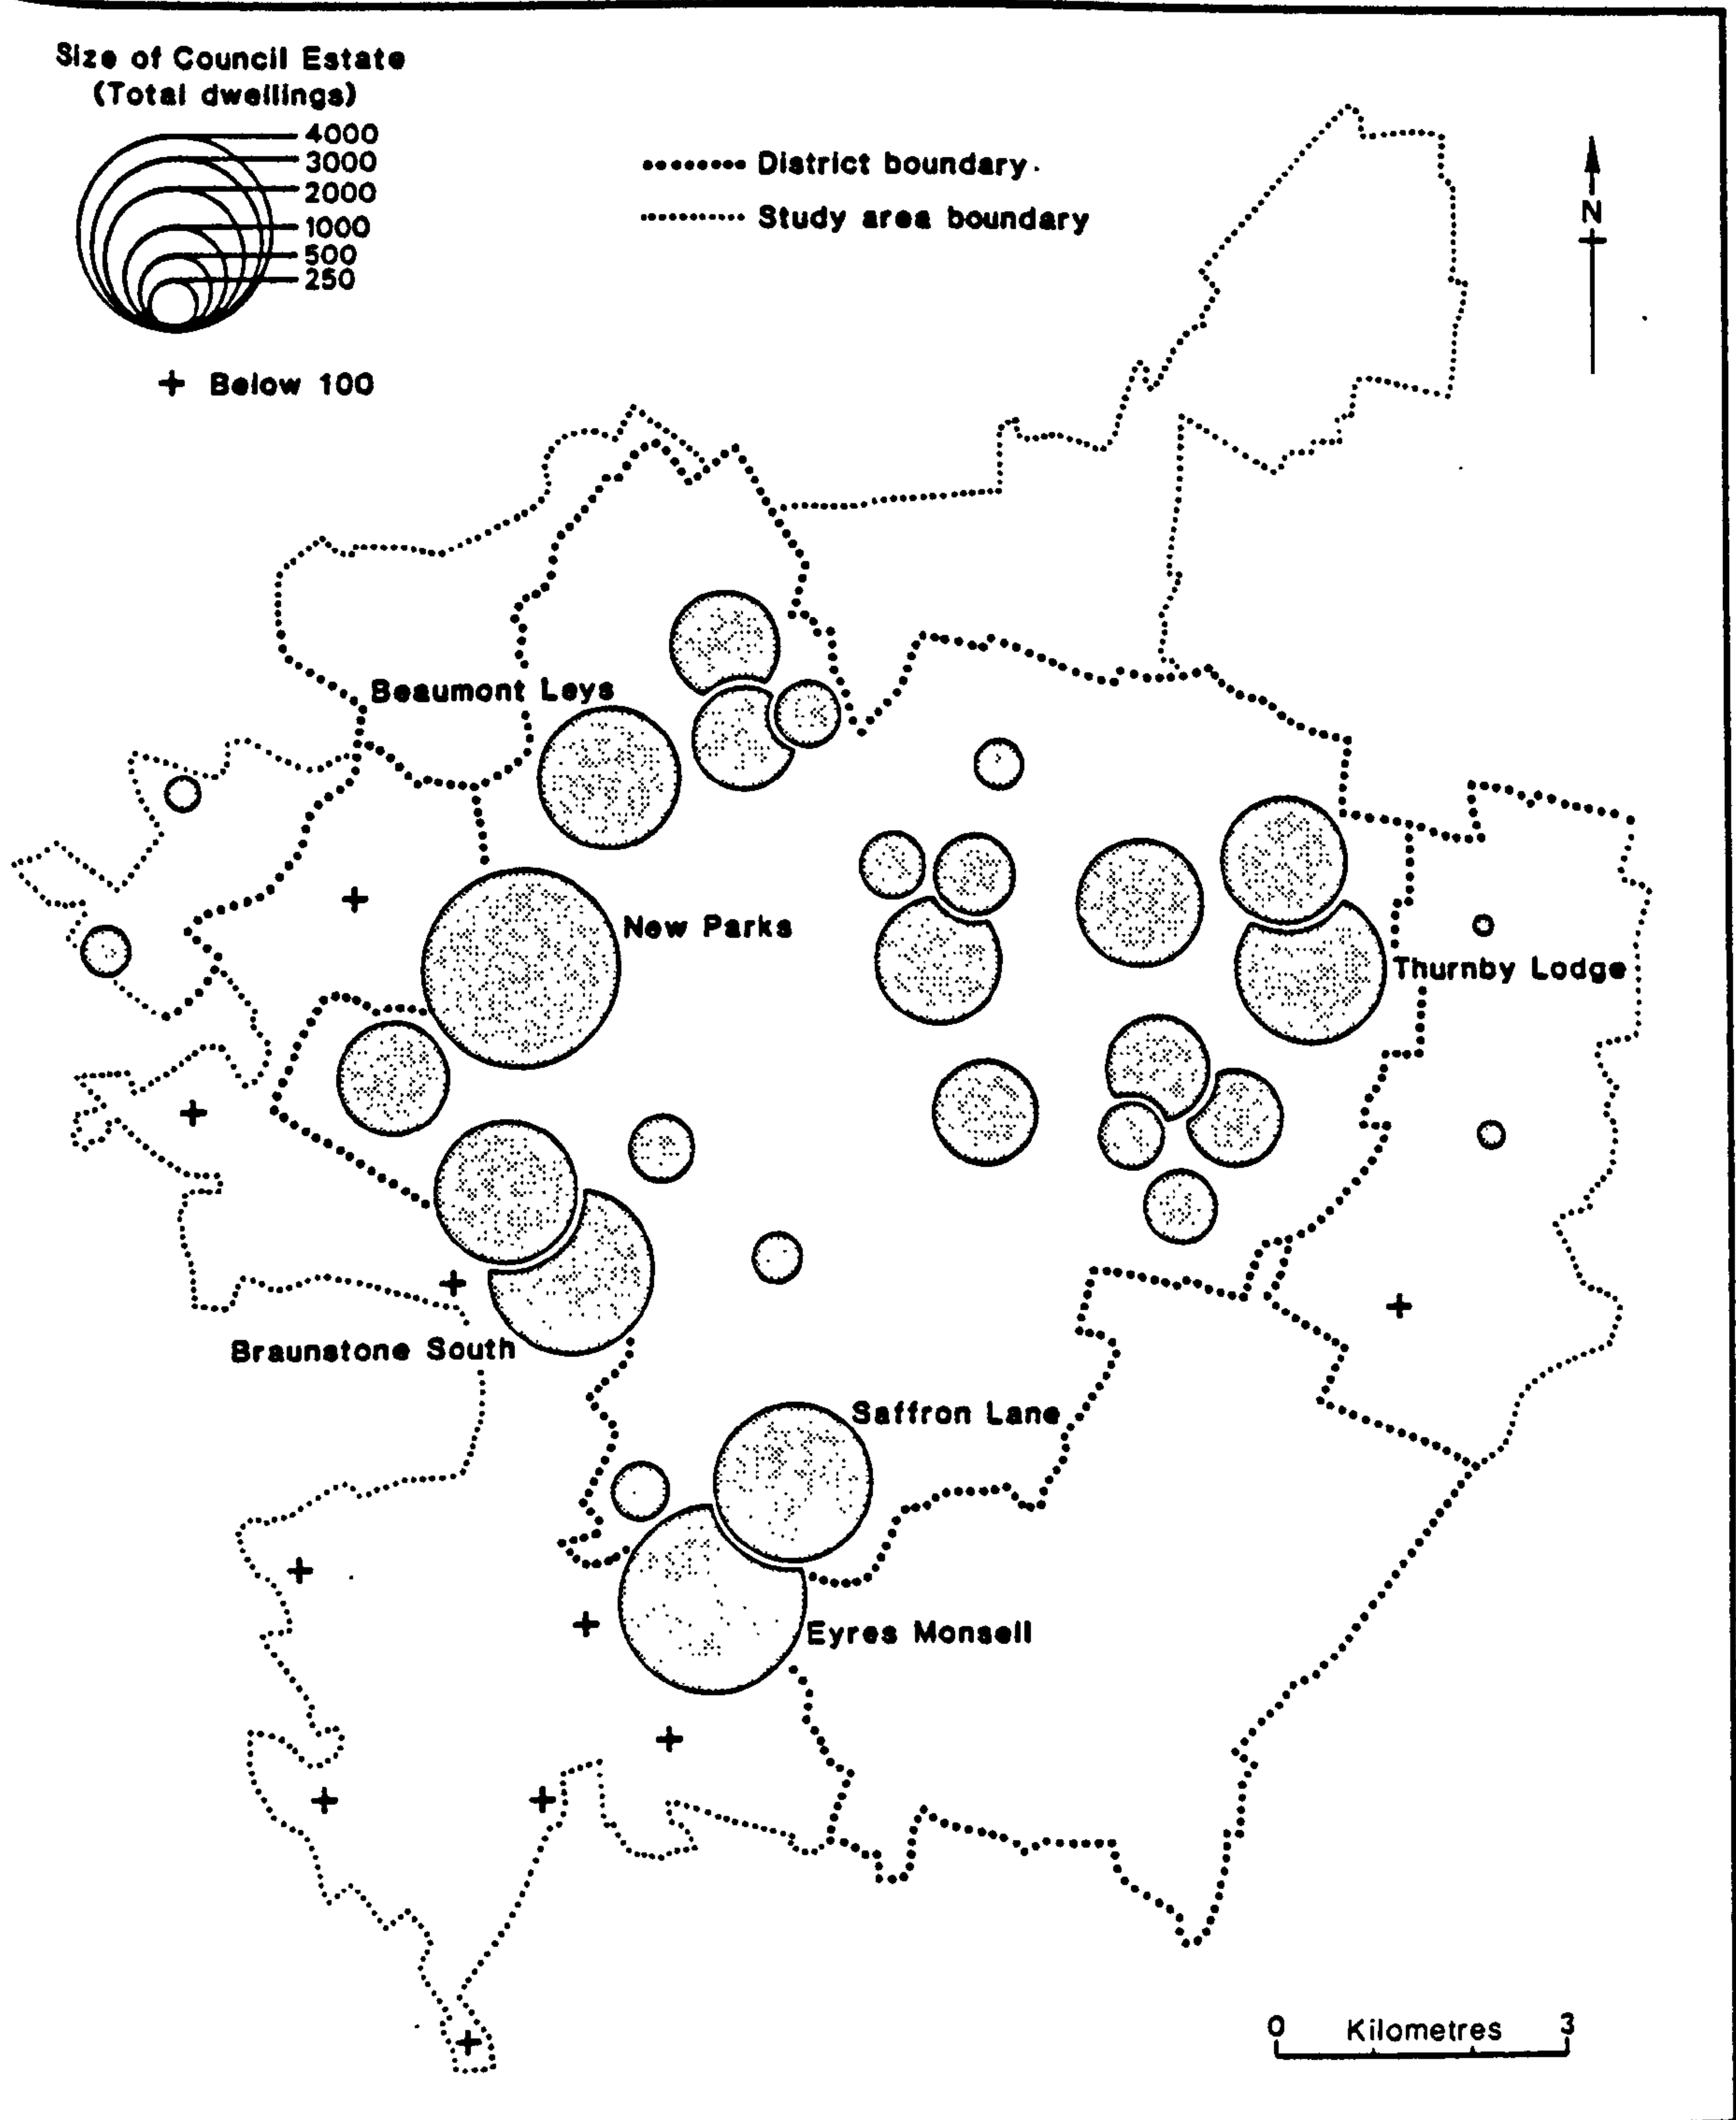 Size of Council Estate
(Total dwellings)
4000
3000
2000
1000
500
250
+ Below 100
District boundary
Study area boundary
N
Beaumont Leys
New Parks
Thurnby Lodge
Braunstone South
Saffron Lane
Eyres Monsell
0 Kilometres 3